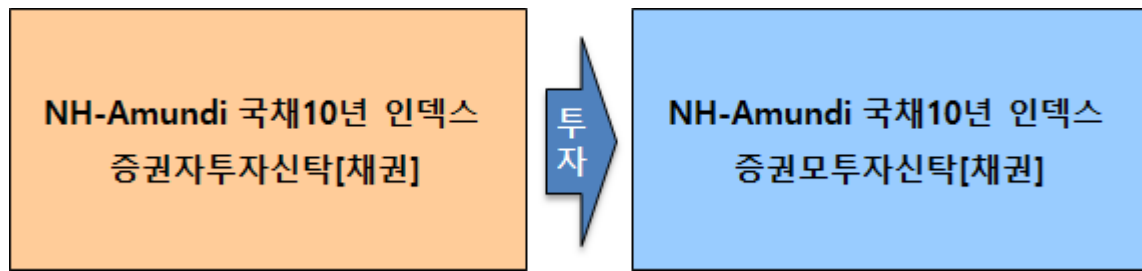 NH-Amundi 국채10년 인덱스
증권자투자신탁[채권]
투
자
NH-Amundi 국채10년 인덱스
증권모투자신탁[채권]